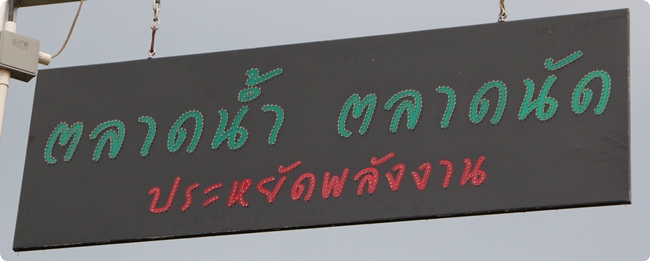 ตลาดน้ำ ตลาดนัด
ประหยัดพลังงาน